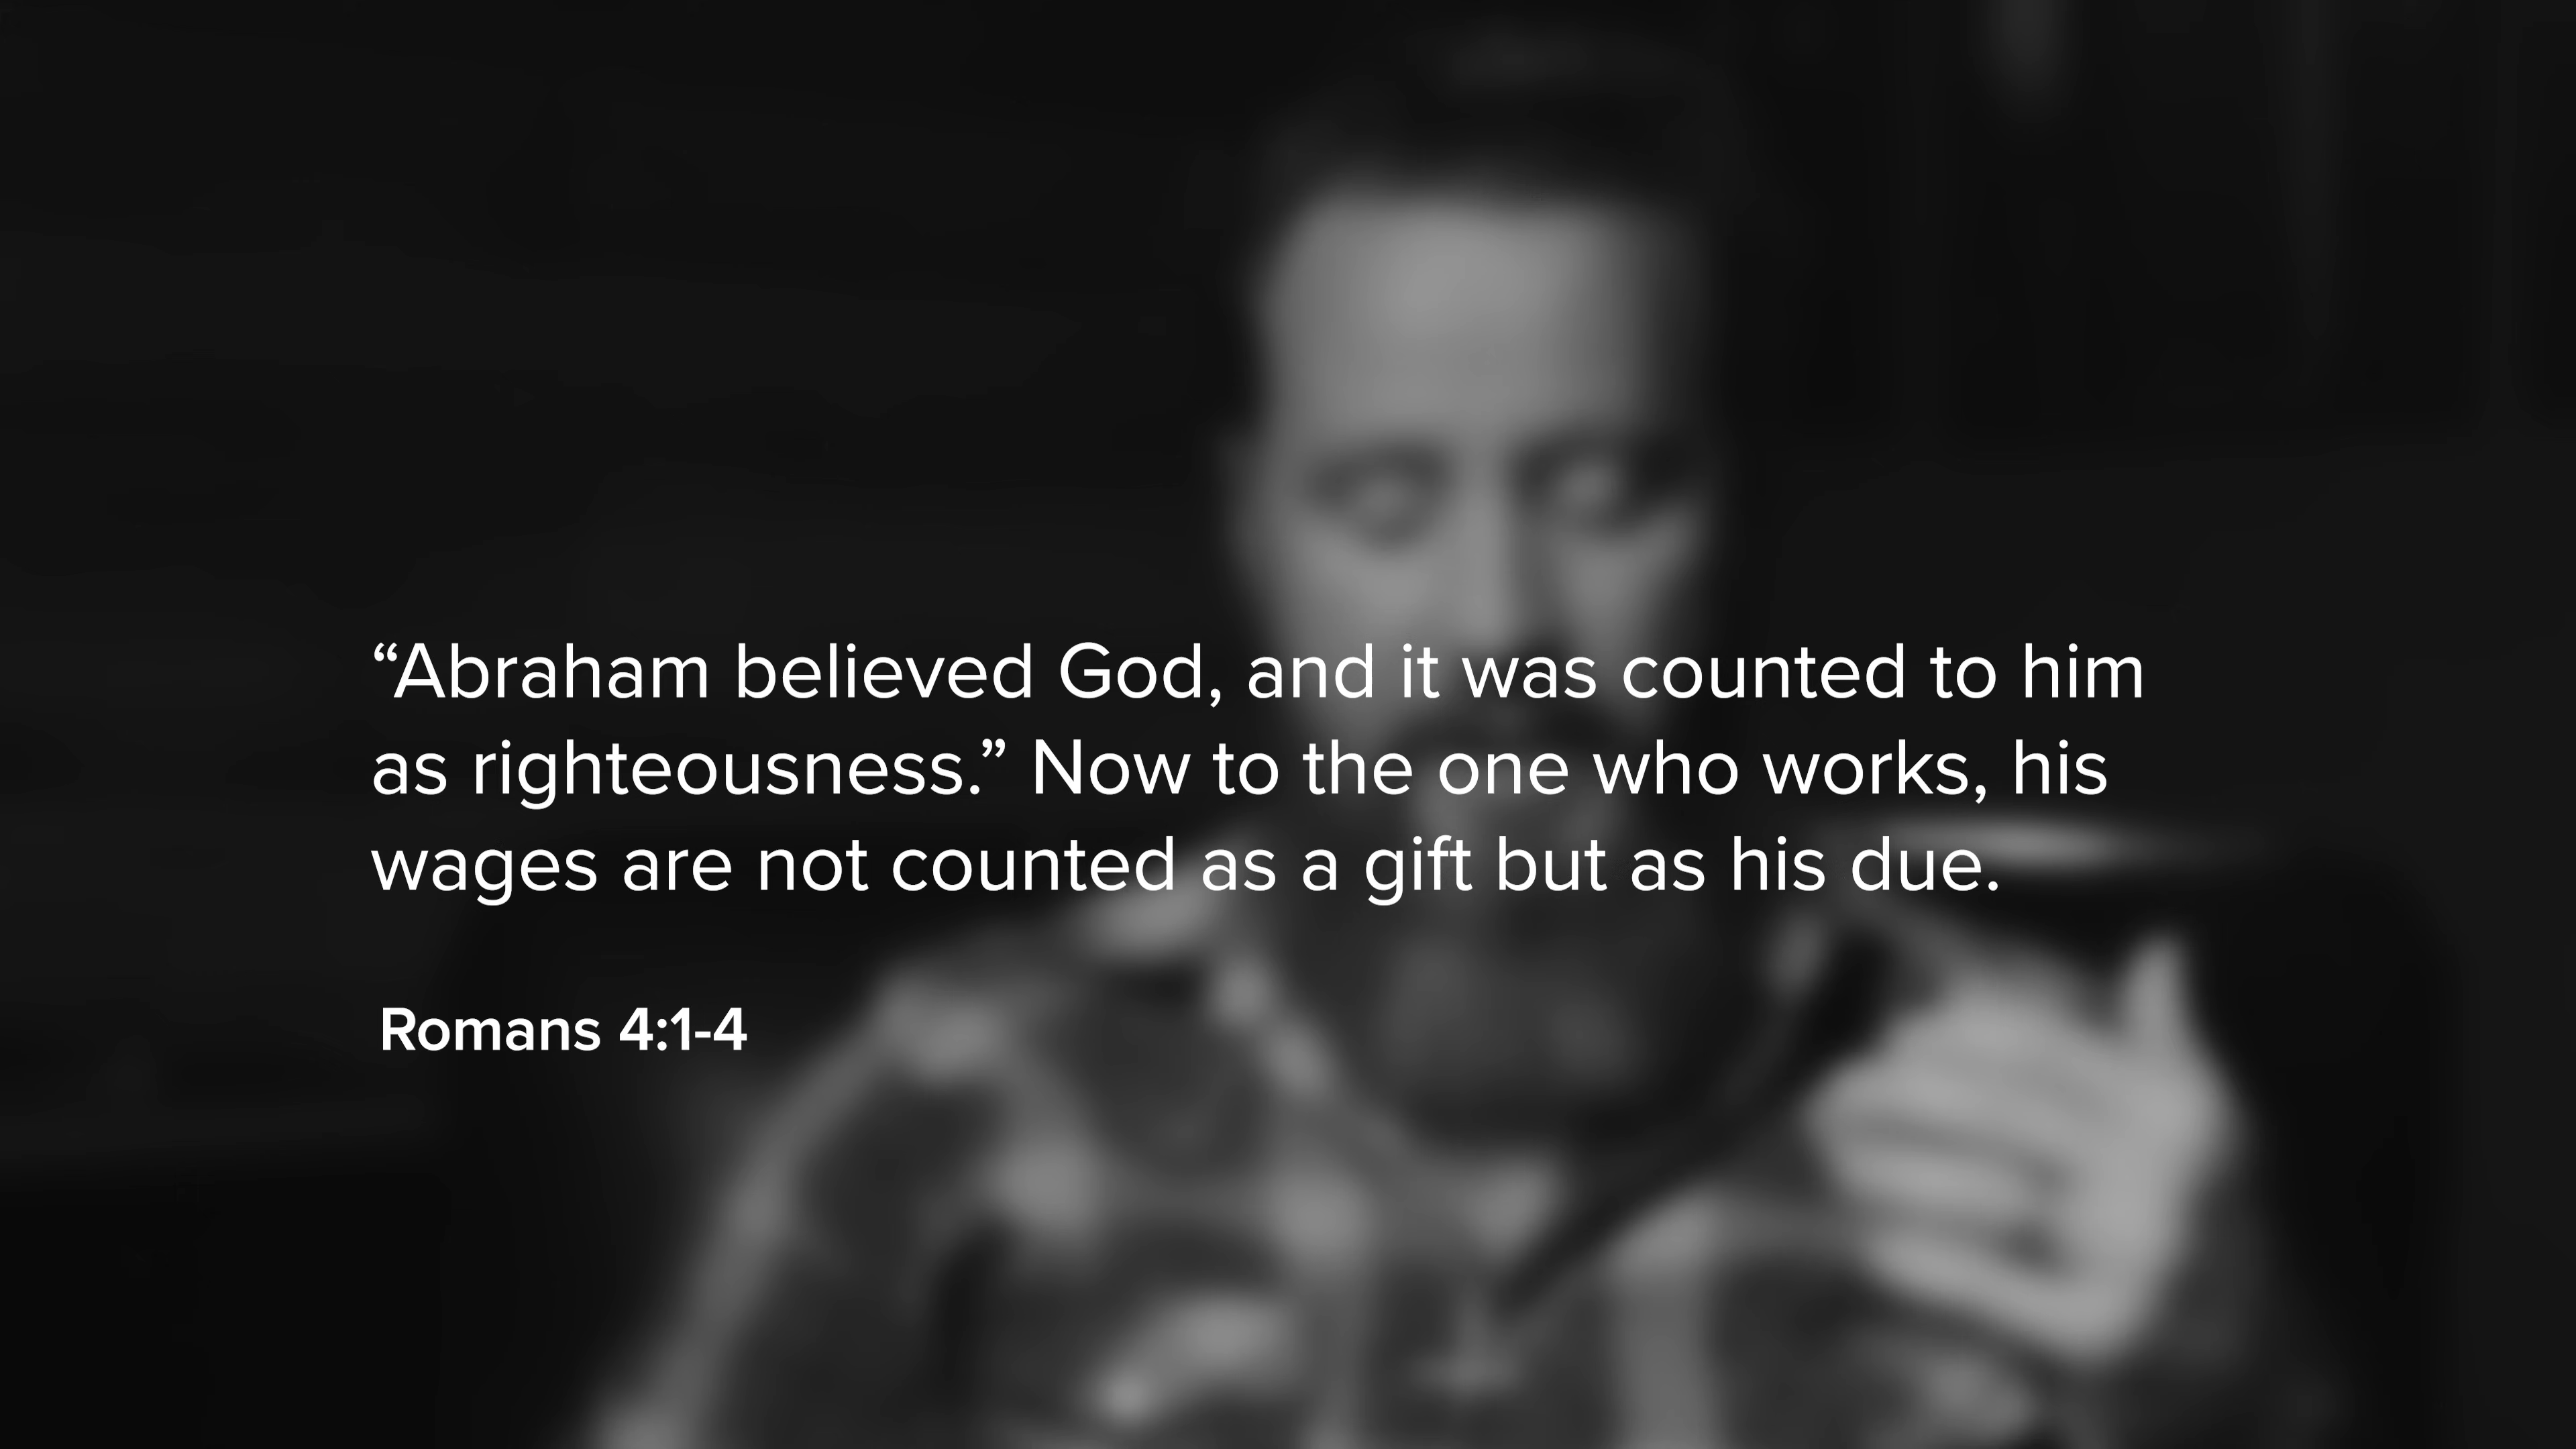 “Abraham believed God, and it was counted to him
as righteousness.” Now to the one who works, his
wages are not counted as a gift but as his due.
Romans 4:1-4